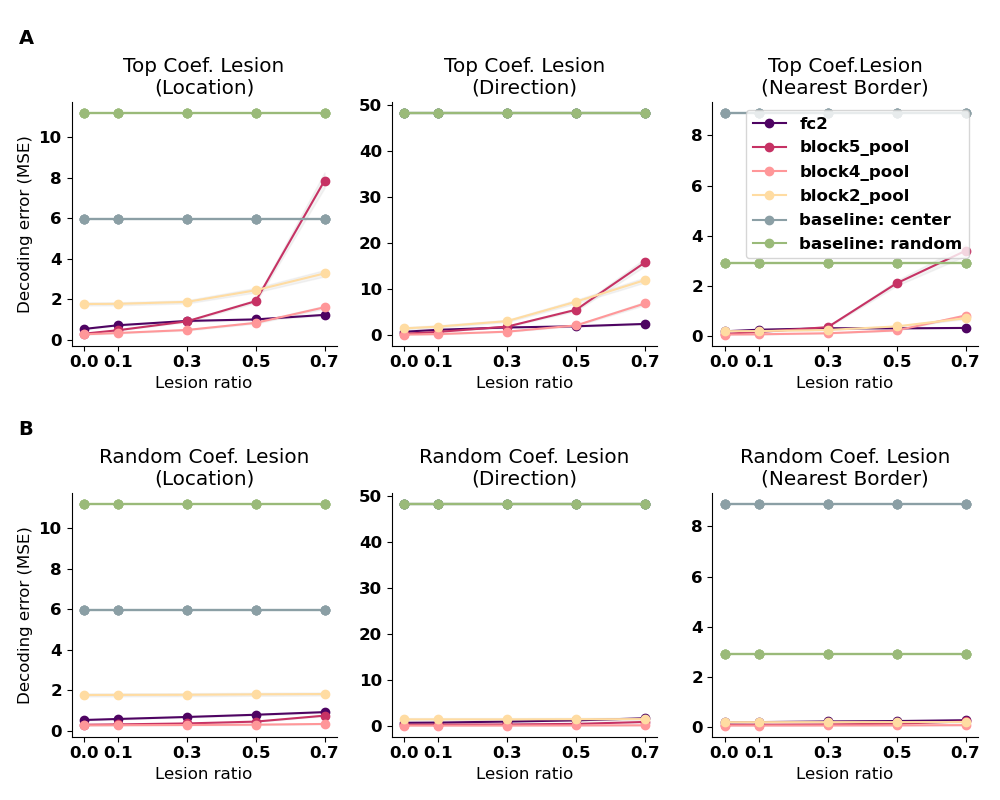 A
Top Coef. Lesion
(Location)
Top Coef. Lesion
(Direction)
Top Coef.Lesion
(Nearest Border)
Decoding error (MSE)
10
8
6
4
2
0
0.0 0.1 0.3 0.5 0.7
Lesion ratio
50
40
30
20
10
0
0.0 0.1 0.3 0.5 0.7
Lesion ratio
8
6
4
2
0
fc2
block5_pool
block4_pool
block2_pool
baseline: center
baseline: random
0.0 0.1 0.3 0.5 0.7
Lesion ratio
B
Random Coef. Lesion
(Location)
Random Coef. Lesion
(Direction)
Random Coef. Lesion
(Nearest Border)
Decoding error (MSE)
10
8
6
4
2
0
0.0 0.1 0.3 0.5 0.7
Lesion ratio
50
40
30
20
10
0
0.0 0.1 0.3 0.5 0.7
Lesion ratio
8
6
4
2
0
0.0 0.1 0.3 0.5 0.7
Lesion ratio